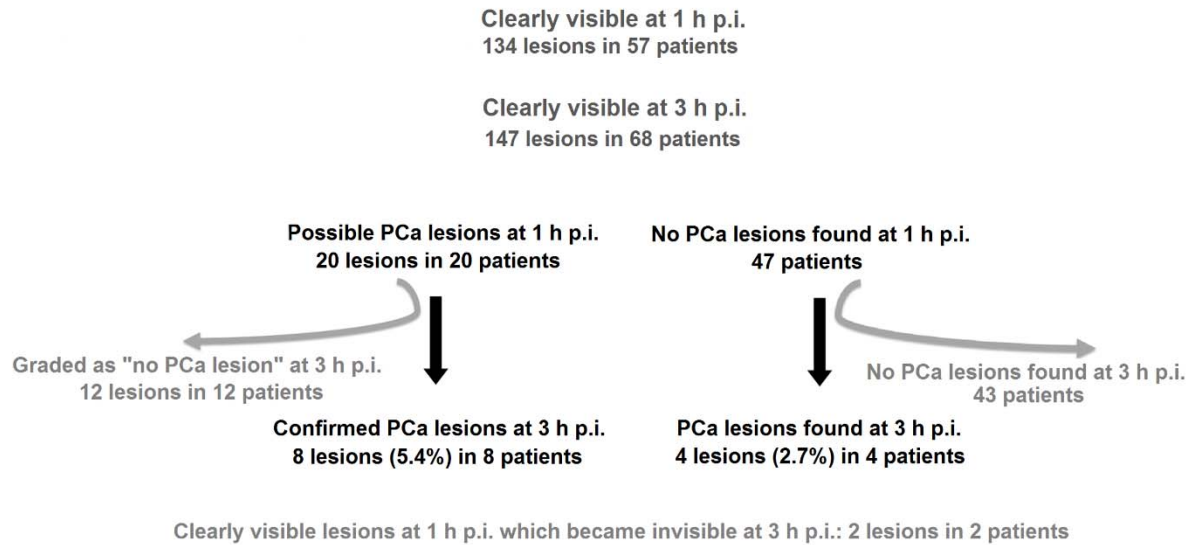 Clearly visible at 1 h p.i.
134 lesions in 57 patients
Clearly visible at 3 h p.i.
147 lesions in 68 patients
Possible PCa lesions at 1 h p.i.
20 lesions in 20 patients
No PCa lesions found at 1 h p.i.
47 patients
Graded as "no PCa lesion" at 3 h p.i.
12 lesions in 12 patients
No PCa lesions found at 3 h p.i.
43 patients
Confirmed PCa lesions at 3 h p.i.
8 lesions (5.4%) in 8 patients
PCa lesions found at 3 h p.i.
4 lesions (2.7%) in 4 patients
Clearly visible lesions at 1 h p.i. which became invisible at 3 h p.i.: 2 lesions in 2 patients